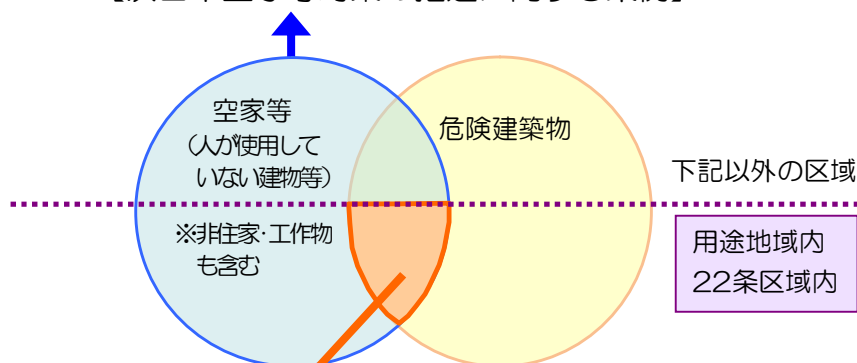 空家等
（人が使用して
いない建物等）
危険建築物
下記以外の区域
※非住家・工作物
も含む
用途地域内
22条区域内